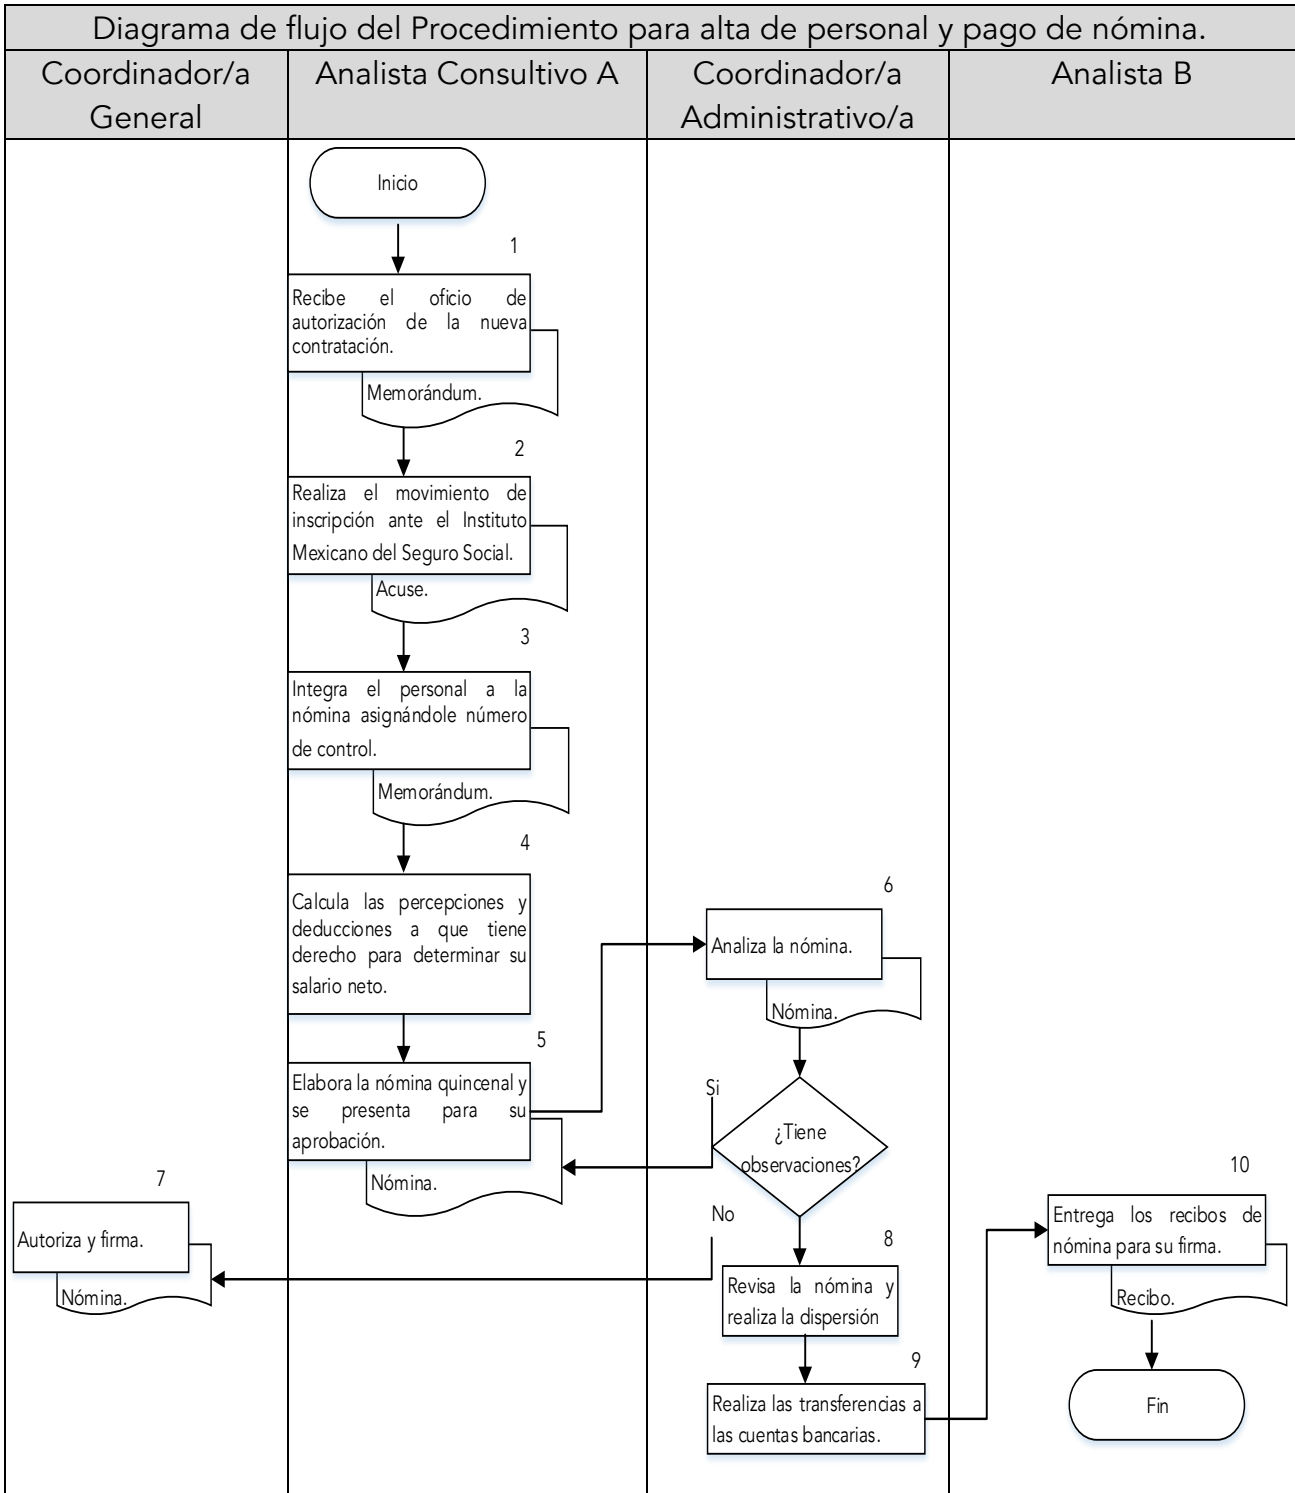 Diagrama de flujo del Procedimiento para alta de personal y pago de nómina.
Coordinador/a
General
Analista Consultivo A
Coordinador/a
Administrativo/a
Analista B
Inicio
1
Recibe el oficio de
autorización de la nueva
contratación.
Memorándum.
2
Realiza el movimiento de
inscripción ante el Instituto
Mexicano del Seguro Social.
Acuse.
3
Integra el personal a la
nómina asignándole número
de control.
Memorándum.
4
Calcula las percepciones y
deducciones a que tiene
derecho para determinar su
salario neto.
5
Elabora la nómina quincenal y
se presenta para su
aprobación.
Nómina.
6
Analiza la nómina.
Nómina.
Si
¿Tiene
observaciones?
No
7
Autoriza y firma.
Nómina.
8
Revisa la nómina y
realiza la dispersión
9
Realiza las transferencias a
las cuentas bancarias.
10
Entrega los recibos de
nómina para su firma.
Recibo.
Fin